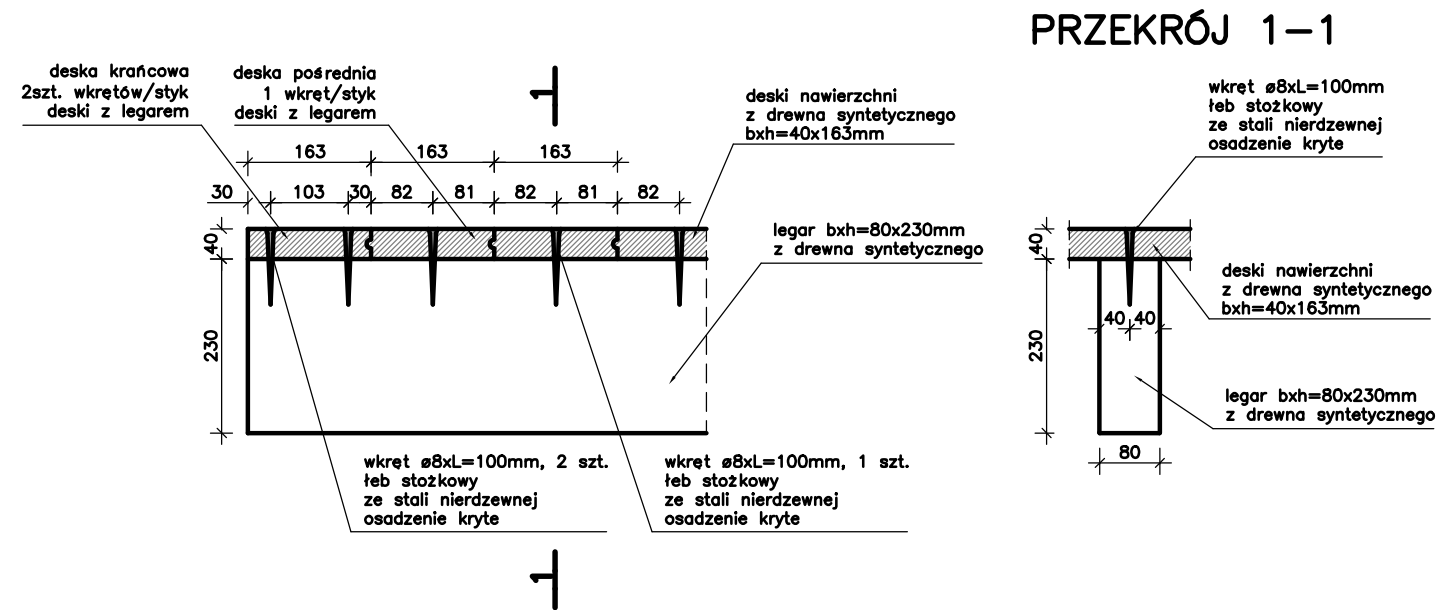 PRZEKRÓJ 1-1
deska krańcowa
2szt. wkrętów/styk
deski z legarem
deska pośrednia
1 wkręt/styk
deski z legarem
1
deski nawierzchni
z drewna syntetycznego
bxh=40x163mm
wkręt ø8xL=100mm
łeb stożkowy
ze stali nierdzewnej
osadzenie kryte
163 163 163
30 103 30 82 81 82 81 82
40
230
legar bxh=80x230mm
z drewna syntetycznego
40
230
40 40
deski nawierzchni
z drewna syntetycznego
bxh=40x163mm
legar bxh=80x230mm
z drewna syntetycznego
80
wkręt ø8xL=100mm, 2 szt.
łeb stożkowy
ze stali nierdzewnej
osadzenie kryte
wkręt ø8xL=100mm, 1 szt.
łeb stożkowy
ze stali nierdzewnej
osadzenie kryte
1